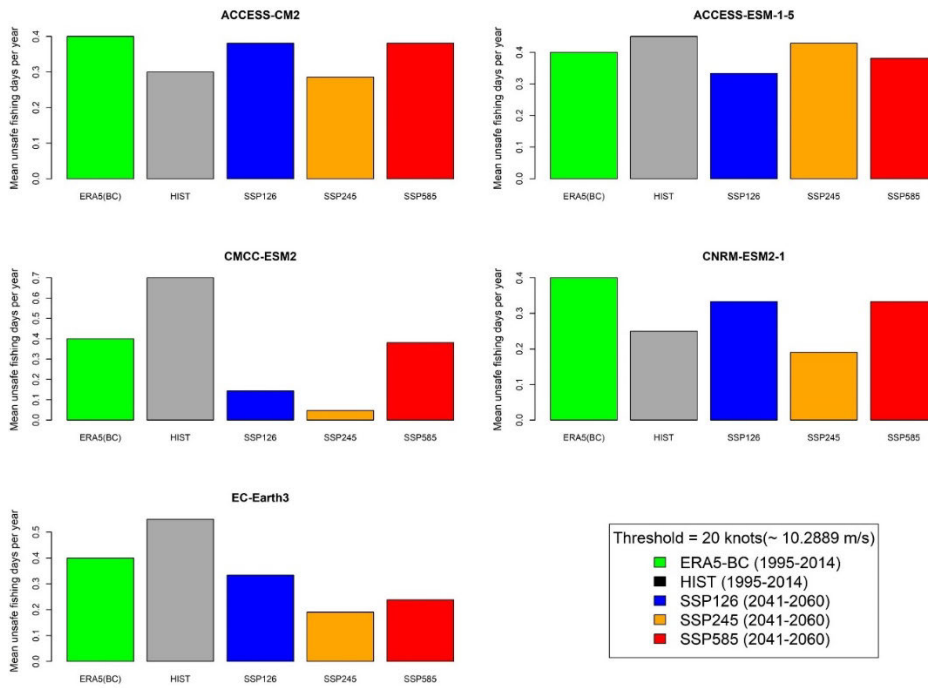 ACCESS-CM2
Mean unsafe fishing days per year
0.0 0.1 0.2 0.3 0.4
ERA5(BC) HIST SSP126 SSP245 SSP585
ACCESS-ESM-1-5
Mean unsafe fishing days per year
0.0 0.1 0.2 0.3 0.4
ERA5(BC) HIST SSP126 SSP245 SSP585
CMCC-ESM2
Mean unsafe fishing days per year
0.0 0.1 0.2 0.3 0.4 0.5 0.6 0.7
ERA5(BC) HIST SSP126 SSP245 SSP585
CNRM-ESM2-1
Mean unsafe fishing days per year
0.0 0.1 0.2 0.3 0.4
ERA5(BC) HIST SSP126 SSP245 SSP585
EC-Earth3
Mean unsafe fishing days per year
0.0 0.1 0.2 0.3 0.4 0.5
ERA5(BC) HIST SSP126 SSP245 SSP585
Threshold = 20 knots(~ 10.2889 m/s)
ERA5-BC (1995-2014)
HIST (1995-2014)
SSP126 (2041-2060)
SSP245 (2041-2060)
SSP585 (2041-2060)